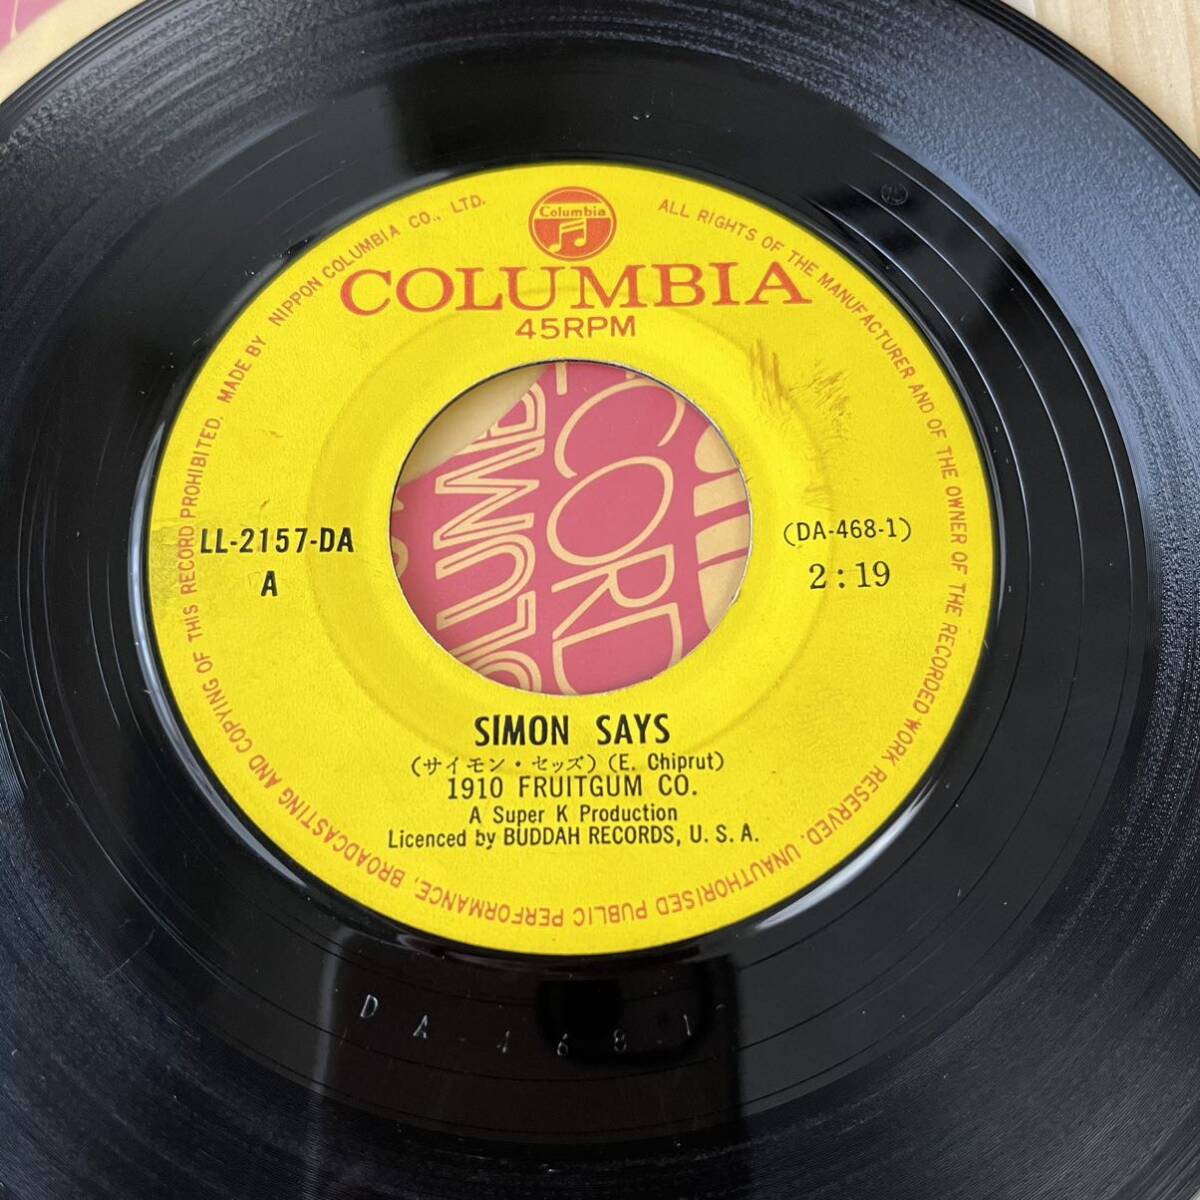 Columbia
COLUMBIA
45RPM
MADE BY NIPPON COLUMBIA CO., LTD. ALL RIGHTS OF THE MANUFACTURER AND OF THE OWNER OF THE RECORDED WORK RESERVED. UNAUTHORISED PUBLIC PERFORMANCE, BROADCASTING AND COPYING OF THIS RECORD PROHIBITED.
LL-2157-DA
A
(DA-468-1)
2:19
SIMON SAYS
(サイモン・セッズ) (E. Chiprut)
1910 FRUITGUM CO.
A Super K Production
Licenced by BUDDAH RECORDS, U. S. A.
DA-468-1